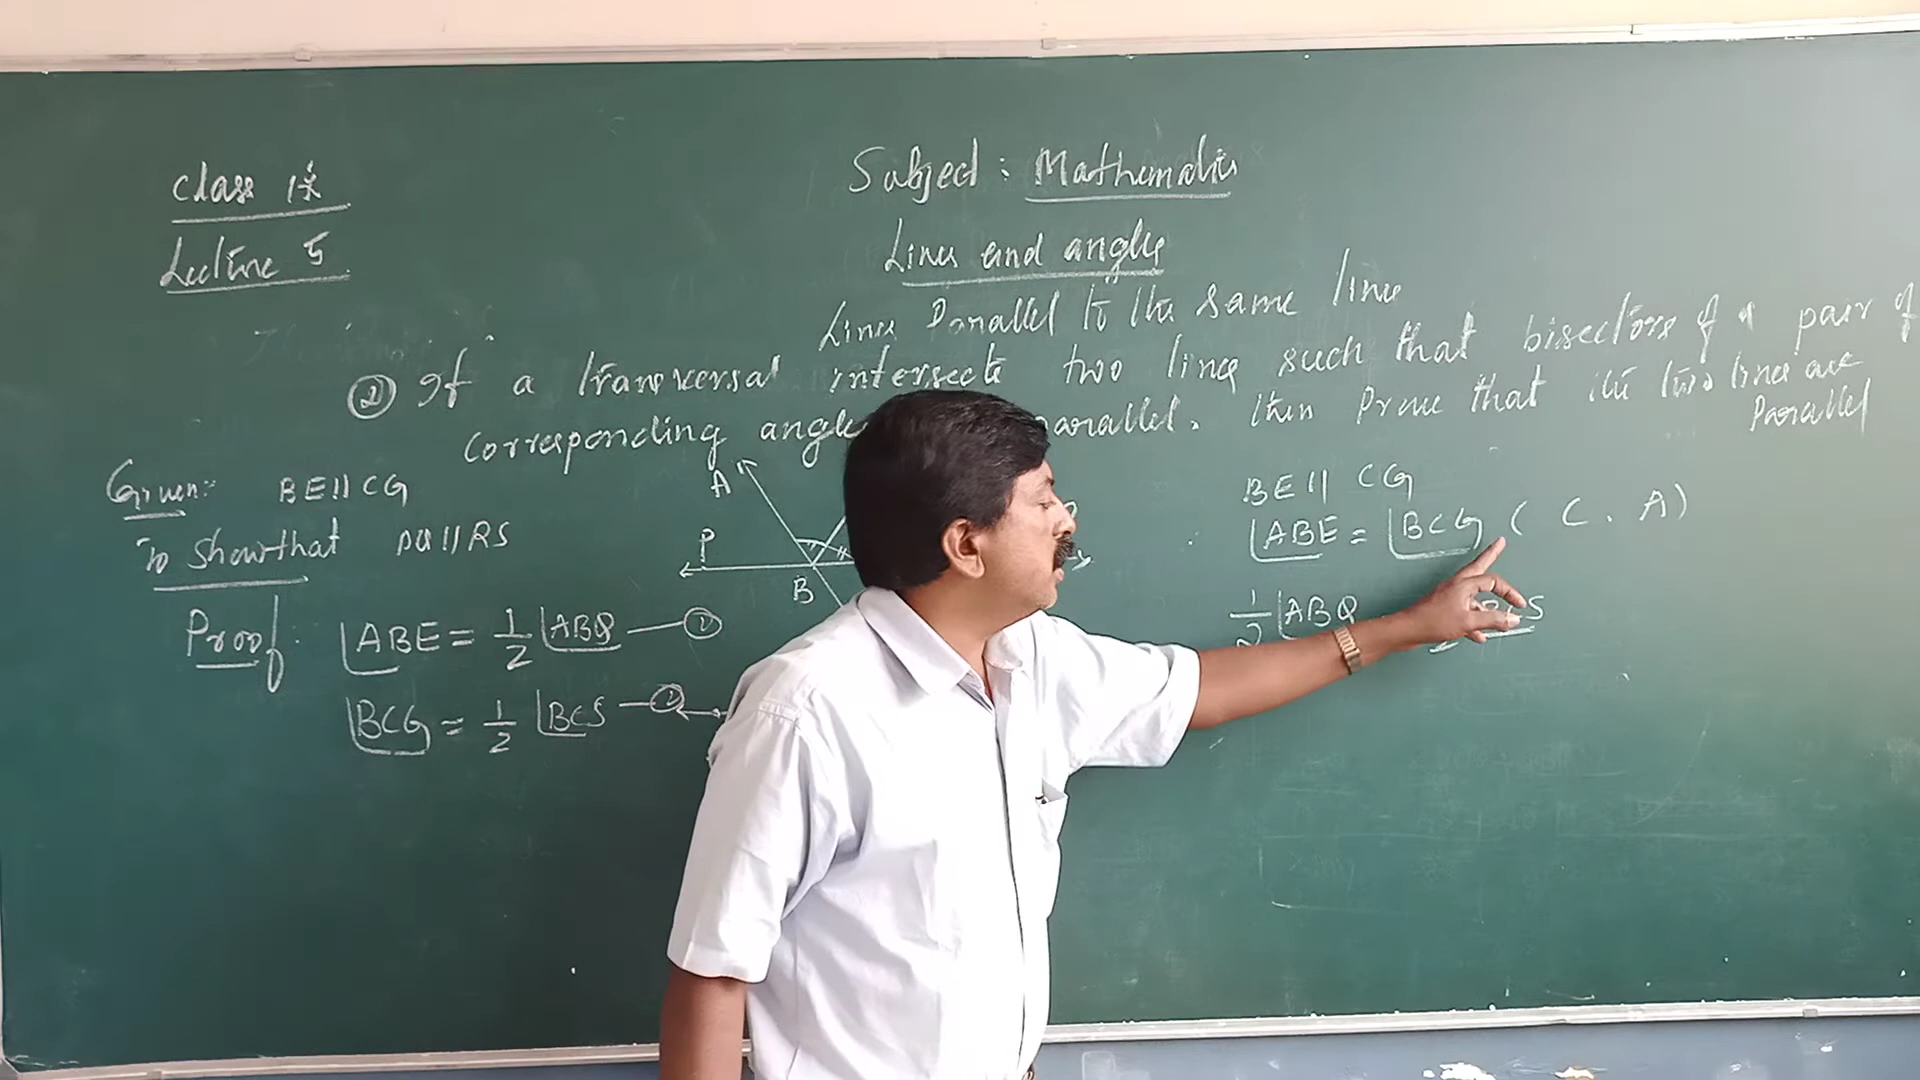 Class IX
Lecture 5
Subject: Mathematics
Lines and angles
Lines Parallel to the same line
② If a transversal intersects two lines such that bisectors of a pair of
corresponding angle parallel. then Prove that the two lines are
Parallel
Given: BE || CG
To show that PQ || RS
Proof: ∠ABE = 1/2 ∠ABQ — ①
∠BCG = 1/2 ∠BCS — ②
A
P
B
BE || CG
∠ABE = ∠BCG ( C. A)
1/2 ∠ABQ BCS